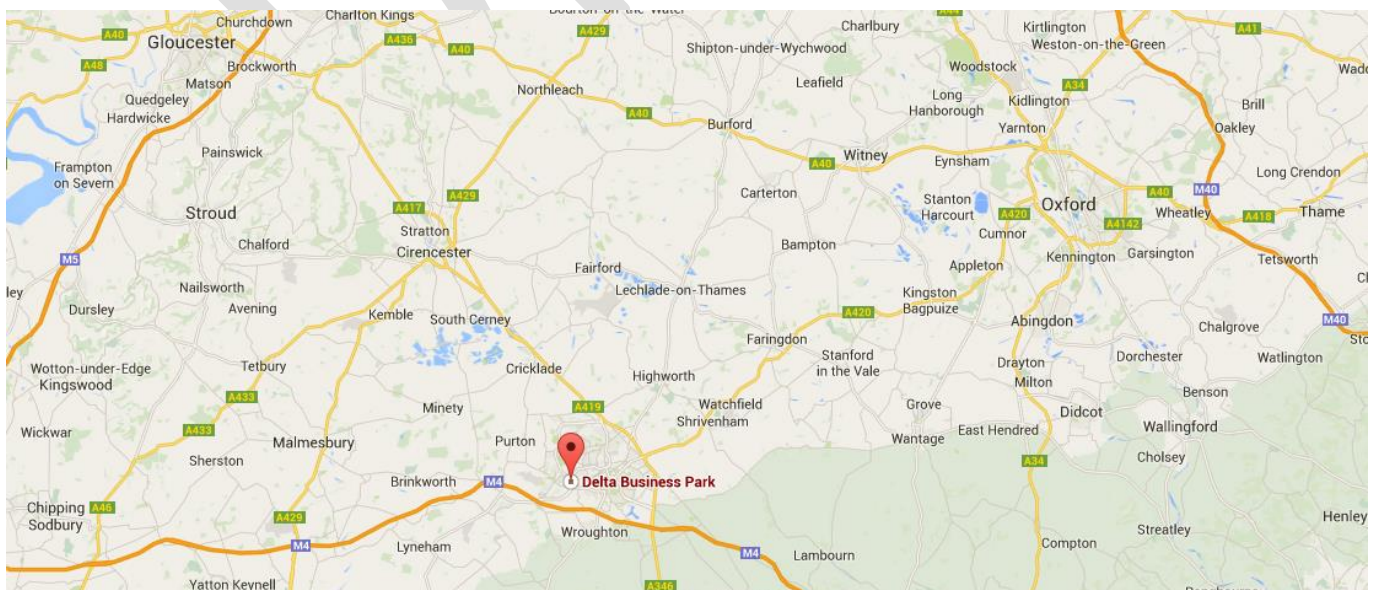 Churchdown
Charlton Kings
Bourton-on-the-Water
A44
Charlbury
Kirtlington
A40
A429
A41
Gloucester
A436
A40
Shipton-under-Wychwood
Weston-on-the-Green
A48
Brockworth
Woodstock
Matson
Leafield
A34
Quedgeley
Northleach
Long
Hanborough
Kidlington
Brill
Hardwicke
A40
Burford
Yarnton
Oakley
Painswick
Witney
Eynsham
Frampton
on Severn
A40
Long Crendon
A429
Carterton
Stanton
Harcourt
M40
A40
Stroud
A417
A420
Oxford
Wheatley
A418
Thame
Stratton
A4142
Chalford
Cirencester
Bampton
Cumnor
M5
Fairford
Appleton
Kennington
Garsington
Tetsworth
Nailsworth
Lechlade-on-Thames
Kingston
Bagpuize
Dursley
Avening
Kemble
South Cerney
A420
Abingdon
M40
Chalgrove
Faringdon
Wotton-under-Edge
Kingswood
Tetbury
Cricklade
Highworth
Stanford
in the Vale
Drayton
Dorchester
Watlington
Milton
A433
Minety
A419
Watchfield
Grove
Benson
Didcot
Shrivenham
Wickwar
A433
Malmesbury
Purton
Wantage
East Hendred
Wallingford
Sherston
A34
Cholsey
Brinkworth
M4
Delta Business Park
Chipping
Sodbury
A46
A429
Wroughton
Henley
Streatley
M4
Lyneham
M4
Lambourn
Compton
Yatton Keynell
A346